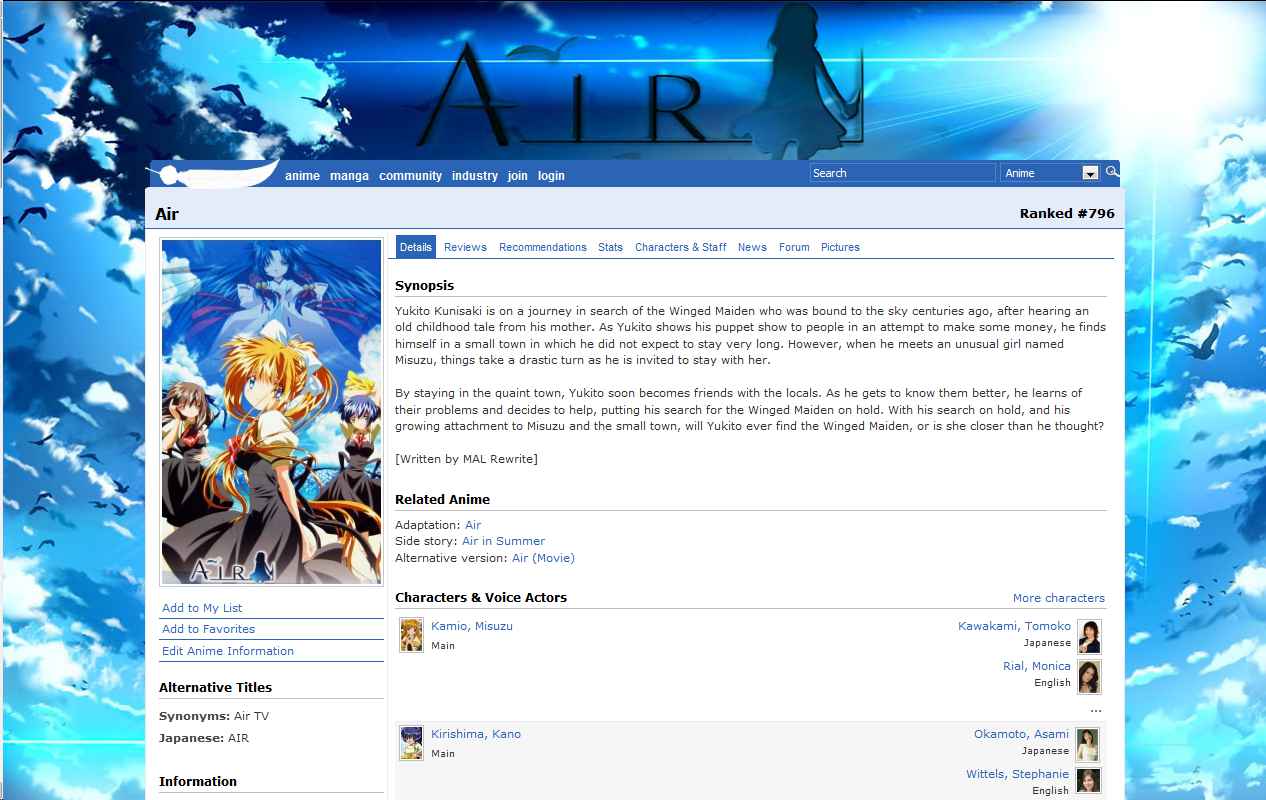 AIR
anime manga community industry join login Search Anime
Air Ranked #796
Details Reviews Recommendations Stats Characters & Staff News Forum Pictures
Synopsis
Yukito Kunisaki is on a journey in search of the Winged Maiden who was bound to the sky centuries ago, after hearing an
old childhood tale from his mother. As Yukito shows his puppet show to people in an attempt to make some money, he finds
himself in a small town in which he did not expect to stay very long. However, when he meets an unusual girl named
Misuzu, things take a drastic turn as he is invited to stay with her.
By staying in the quaint town, Yukito soon becomes friends with the locals. As he gets to know them better, he learns of
their problems and decides to help, putting his search for the Winged Maiden on hold. With his search on hold, and his
growing attachment to Misuzu and the small town, will Yukito ever find the Winged Maiden, or is she closer than he thought?
[Written by MAL Rewrite]
Related Anime
Adaptation: Air
Side story: Air in Summer
Alternative version: Air (Movie)
Characters & Voice Actors More characters
Kamio, Misuzu
Main
Kawakami, Tomoko
Japanese
Rial, Monica
English
...
Kirishima, Kano
Main
Okamoto, Asami
Japanese
Wittels, Stephanie
English
AIR
Add to My List
Add to Favorites
Edit Anime Information
Alternative Titles
Synonyms: Air TV
Japanese: AIR
Information